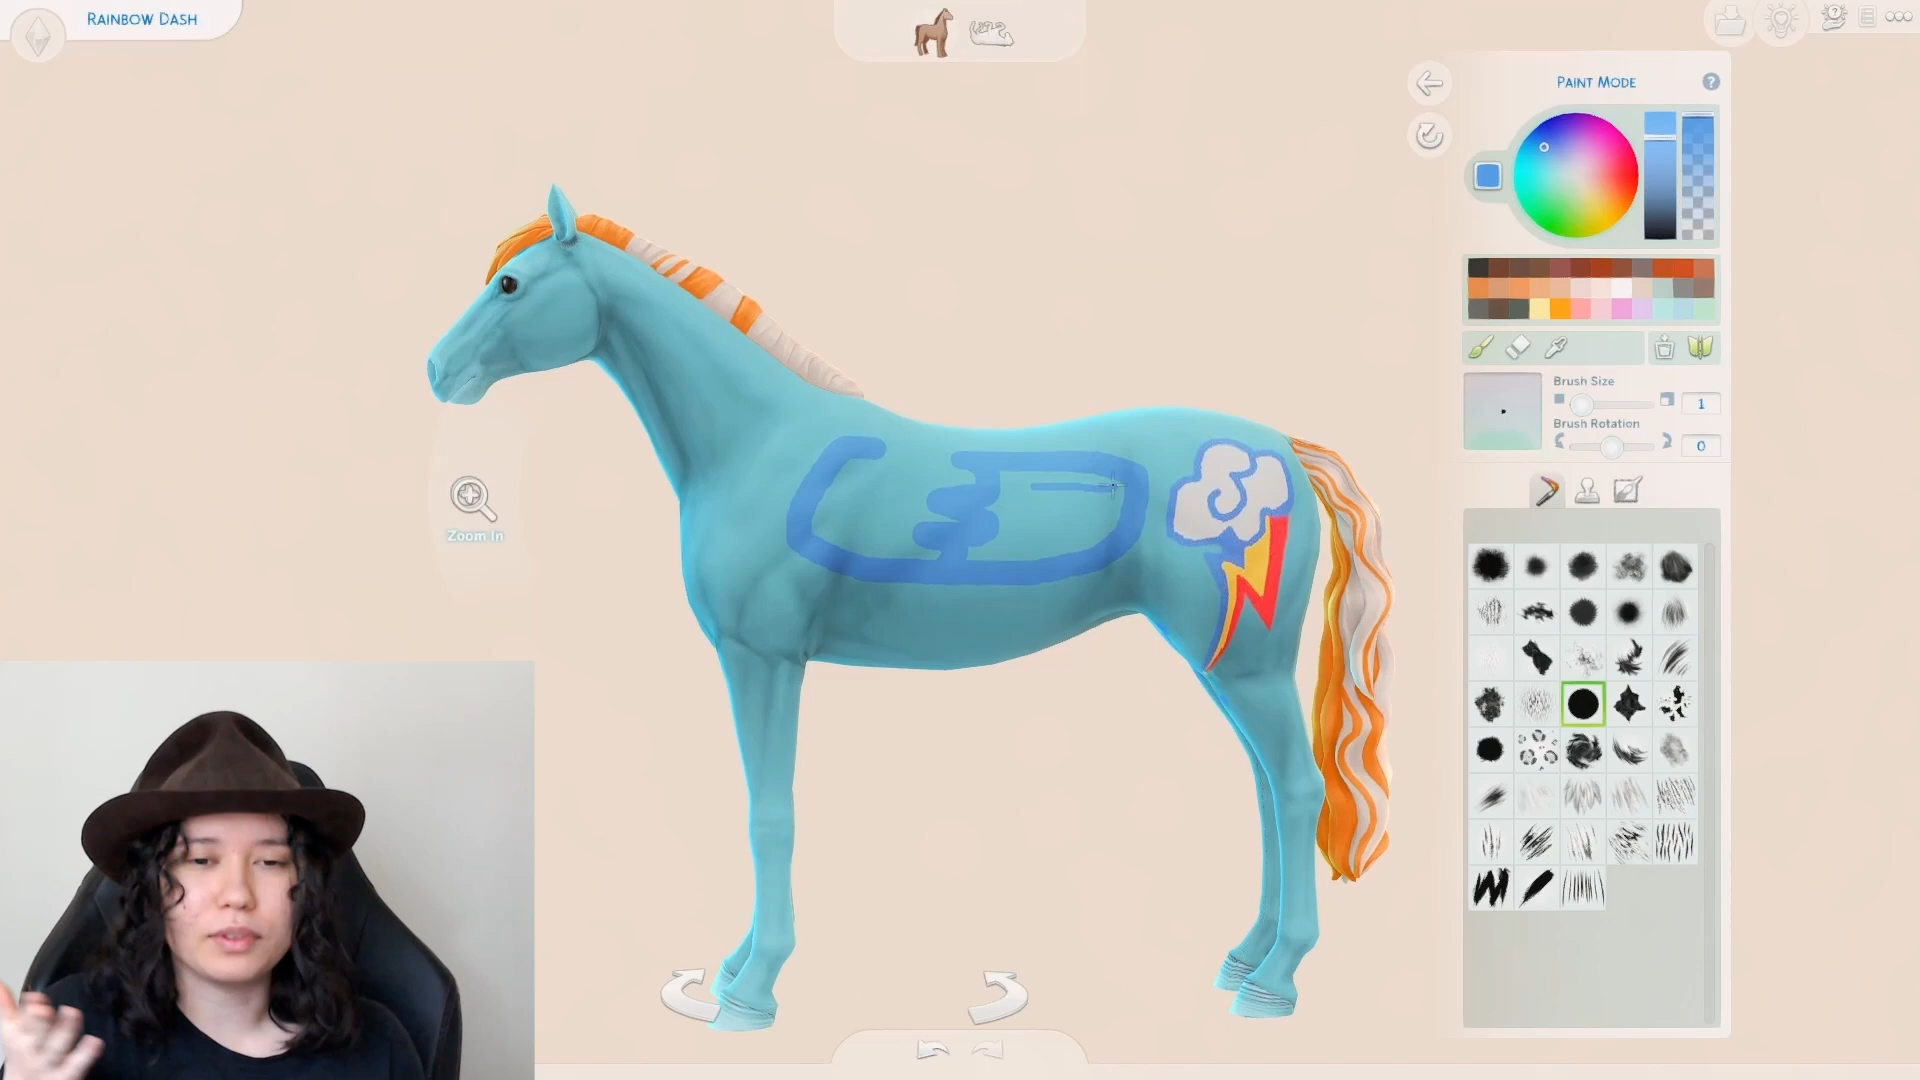 RAINBOW DASH
PAINT MODE
?
Brush Size
1
Brush Rotation
0
Zoom In